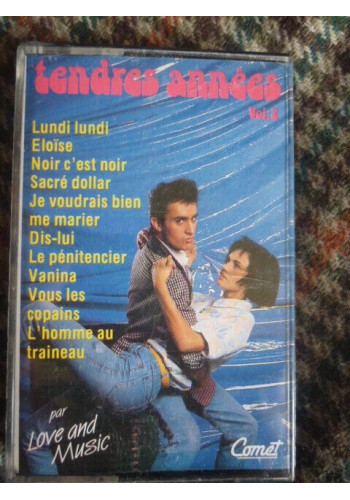 tendres années
Vol. 2
Lundi lundi
Eloïse
Noir c'est noir
Sacré dollar
Je voudrais bien
me marier
Dis-lui
Le pénitencier
Vanina
Vous les
copains
L'homme au
traineau
par
Love and
Music
Comet